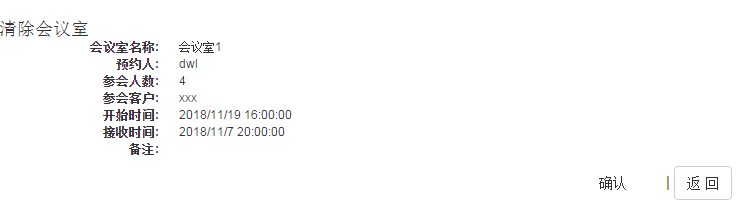 清除会议室
会议室名称: 会议室1
预约人: dwl
参会人数: 4
参会客户: xxx
开始时间: 2018/11/19 16:00:00
接收时间: 2018/11/7 20:00:00
备注:
确认 | 返 回